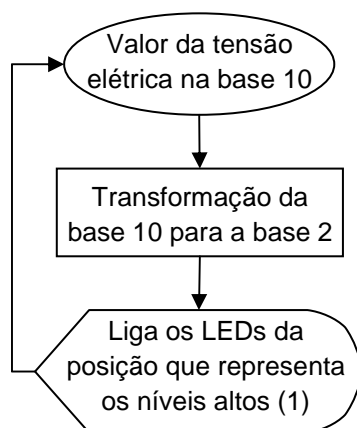 Valor da tensão
elétrica na base 10
Transformação da
base 10 para a base 2
Liga os LEDs da
posição que representa
os níveis altos (1)